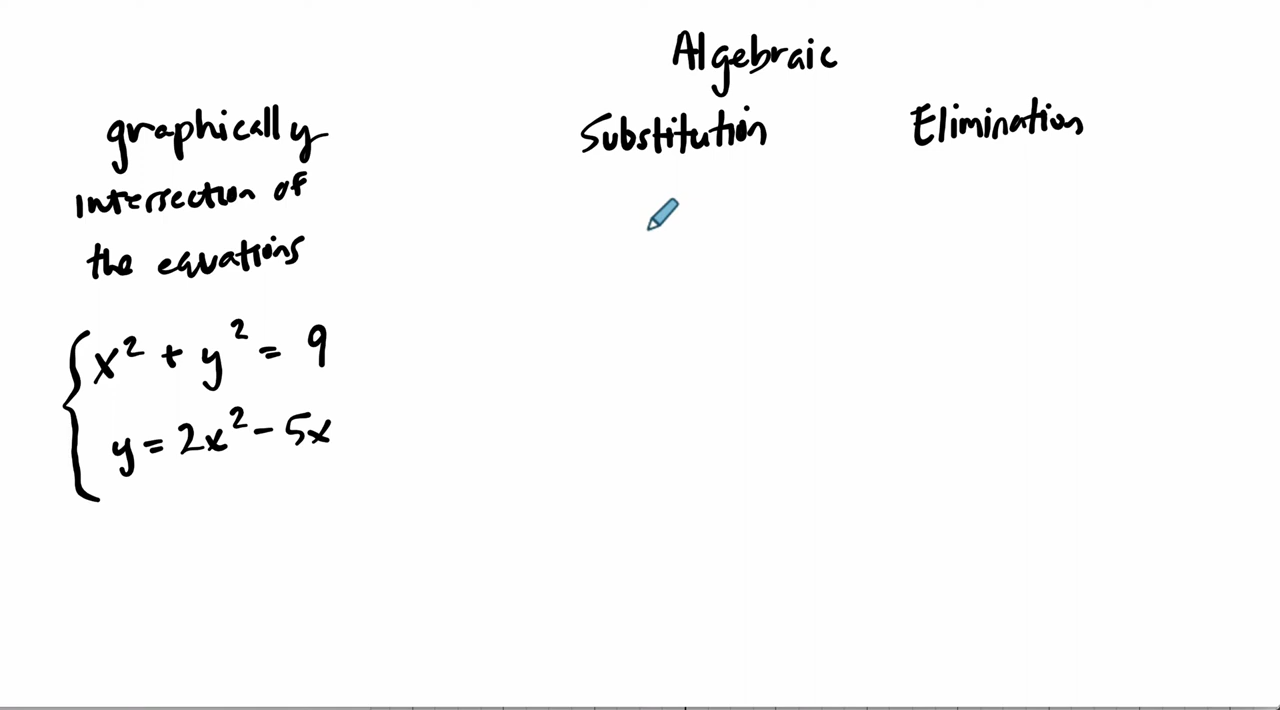 Algebraic
graphically
Substitution
Elimination
intersection of
the equations
x² + y² = 9
y = 2x² - 5x